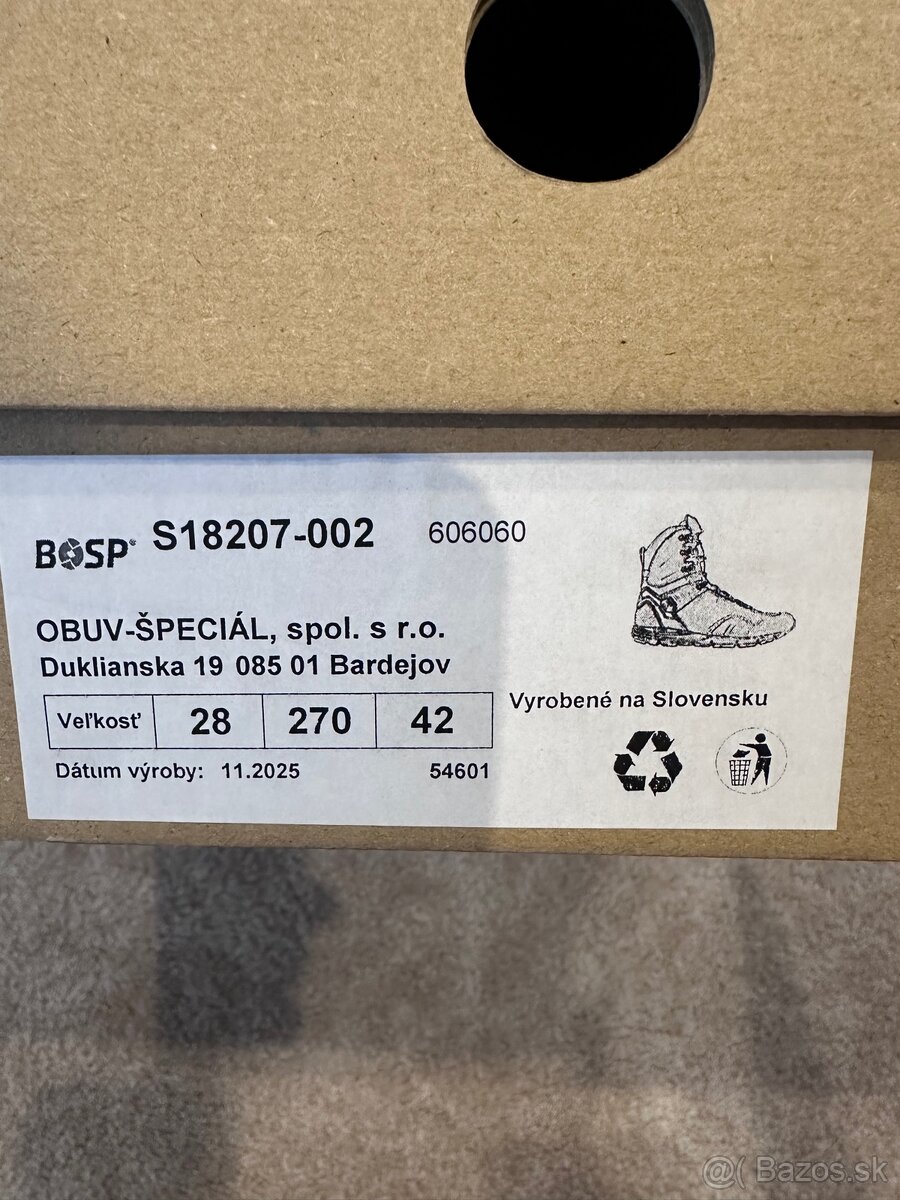 BOSP® S18207-002 606060
OBUV-ŠPECIÁL, spol. s r.o.
Duklianska 19 085 01 Bardejov
Veľkosť 28 270 42
Vyrobené na Slovensku
Dátum výroby: 11.2025 54601
@( Bazos.sk